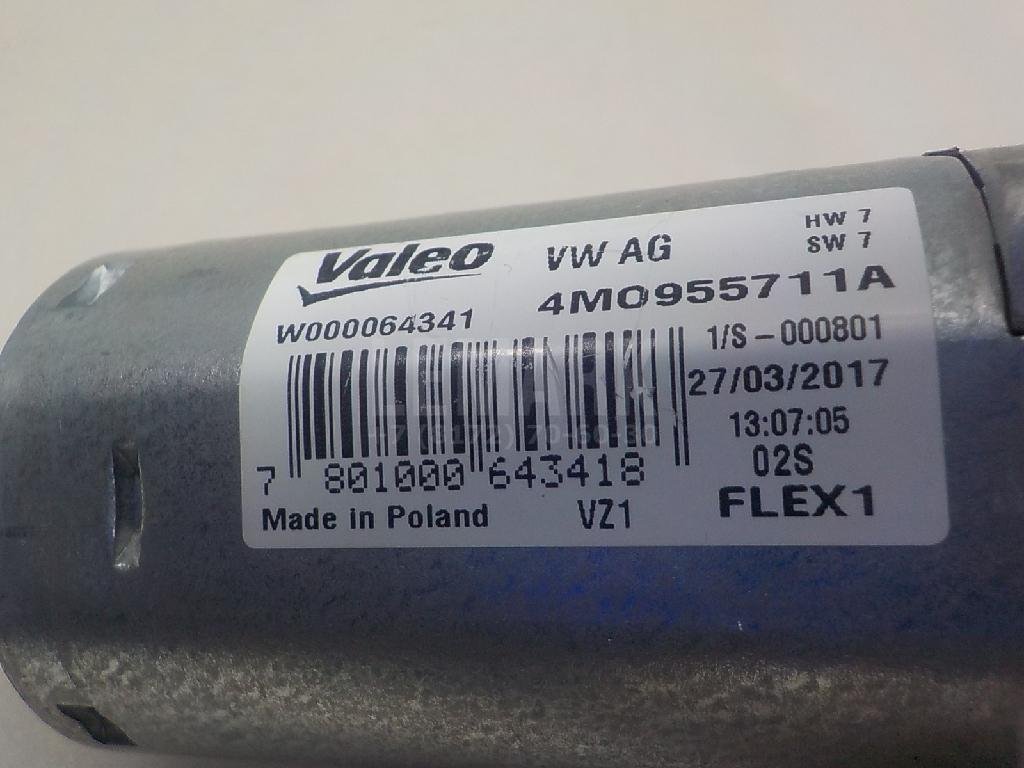 Valeo
VW AG
HW 7
SW 7
4M0955711A
W000064341
1/S-000801
27/03/2017
13:07:05
02S
7 801000 643418
Made in Poland
VZ1
FLEX1